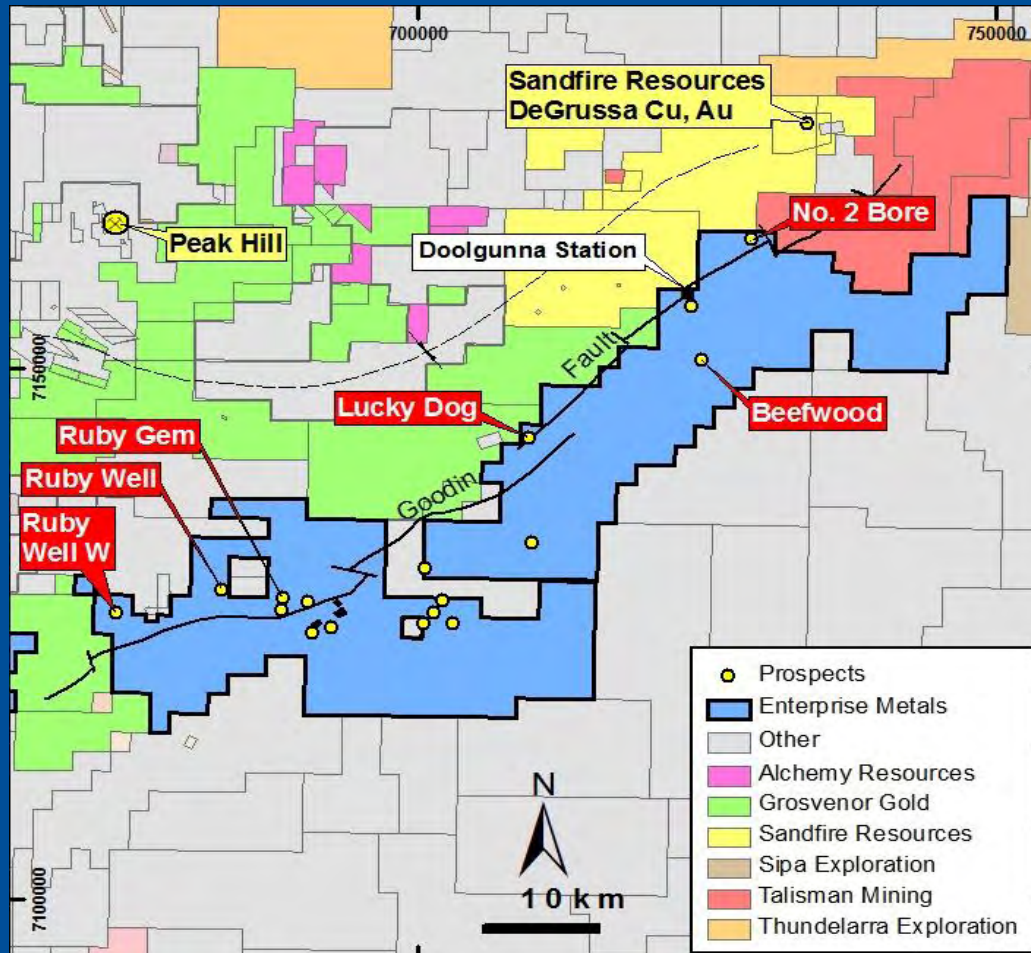 700000
750000
Sandfire Resources
DeGrussa Cu, Au
No. 2 Bore
Peak Hill
Doolgunna Station
7150000
Fault
Lucky Dog
Beefwood
Ruby Gem
Ruby Well
Goodin
Ruby
Well W
Prospects
Enterprise Metals
Other
Alchemy Resources
Grosvenor Gold
Sandfire Resources
Sipa Exploration
Talisman Mining
Thundelarra Exploration
N
10 km
7100000